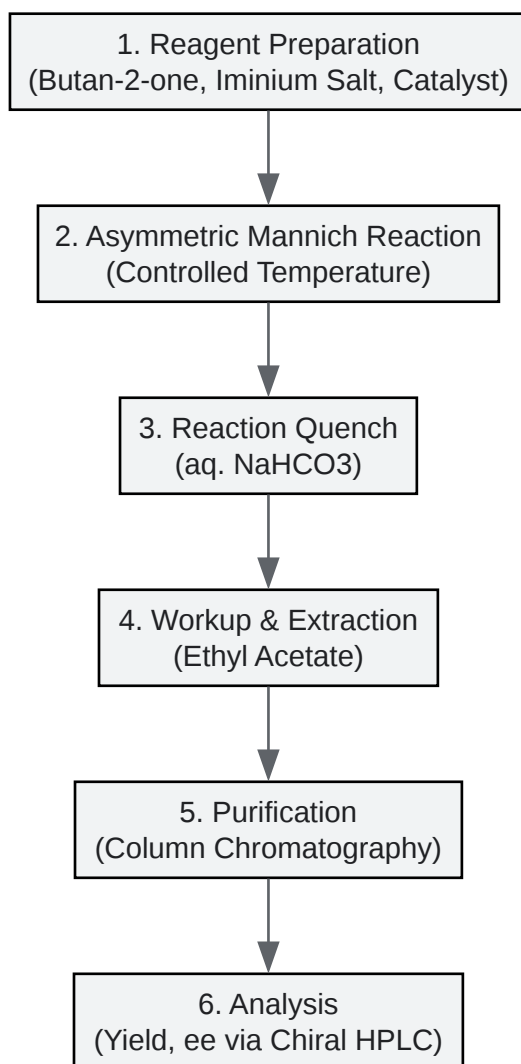 1. Reagent Preparation
(Butan-2-one, Iminium Salt, Catalyst)
2. Asymmetric Mannich Reaction
(Controlled Temperature)
3. Reaction Quench
(aq. NaHCO3)
4. Workup & Extraction
(Ethyl Acetate)
5. Purification
(Column Chromatography)
6. Analysis
(Yield, ee via Chiral HPLC)